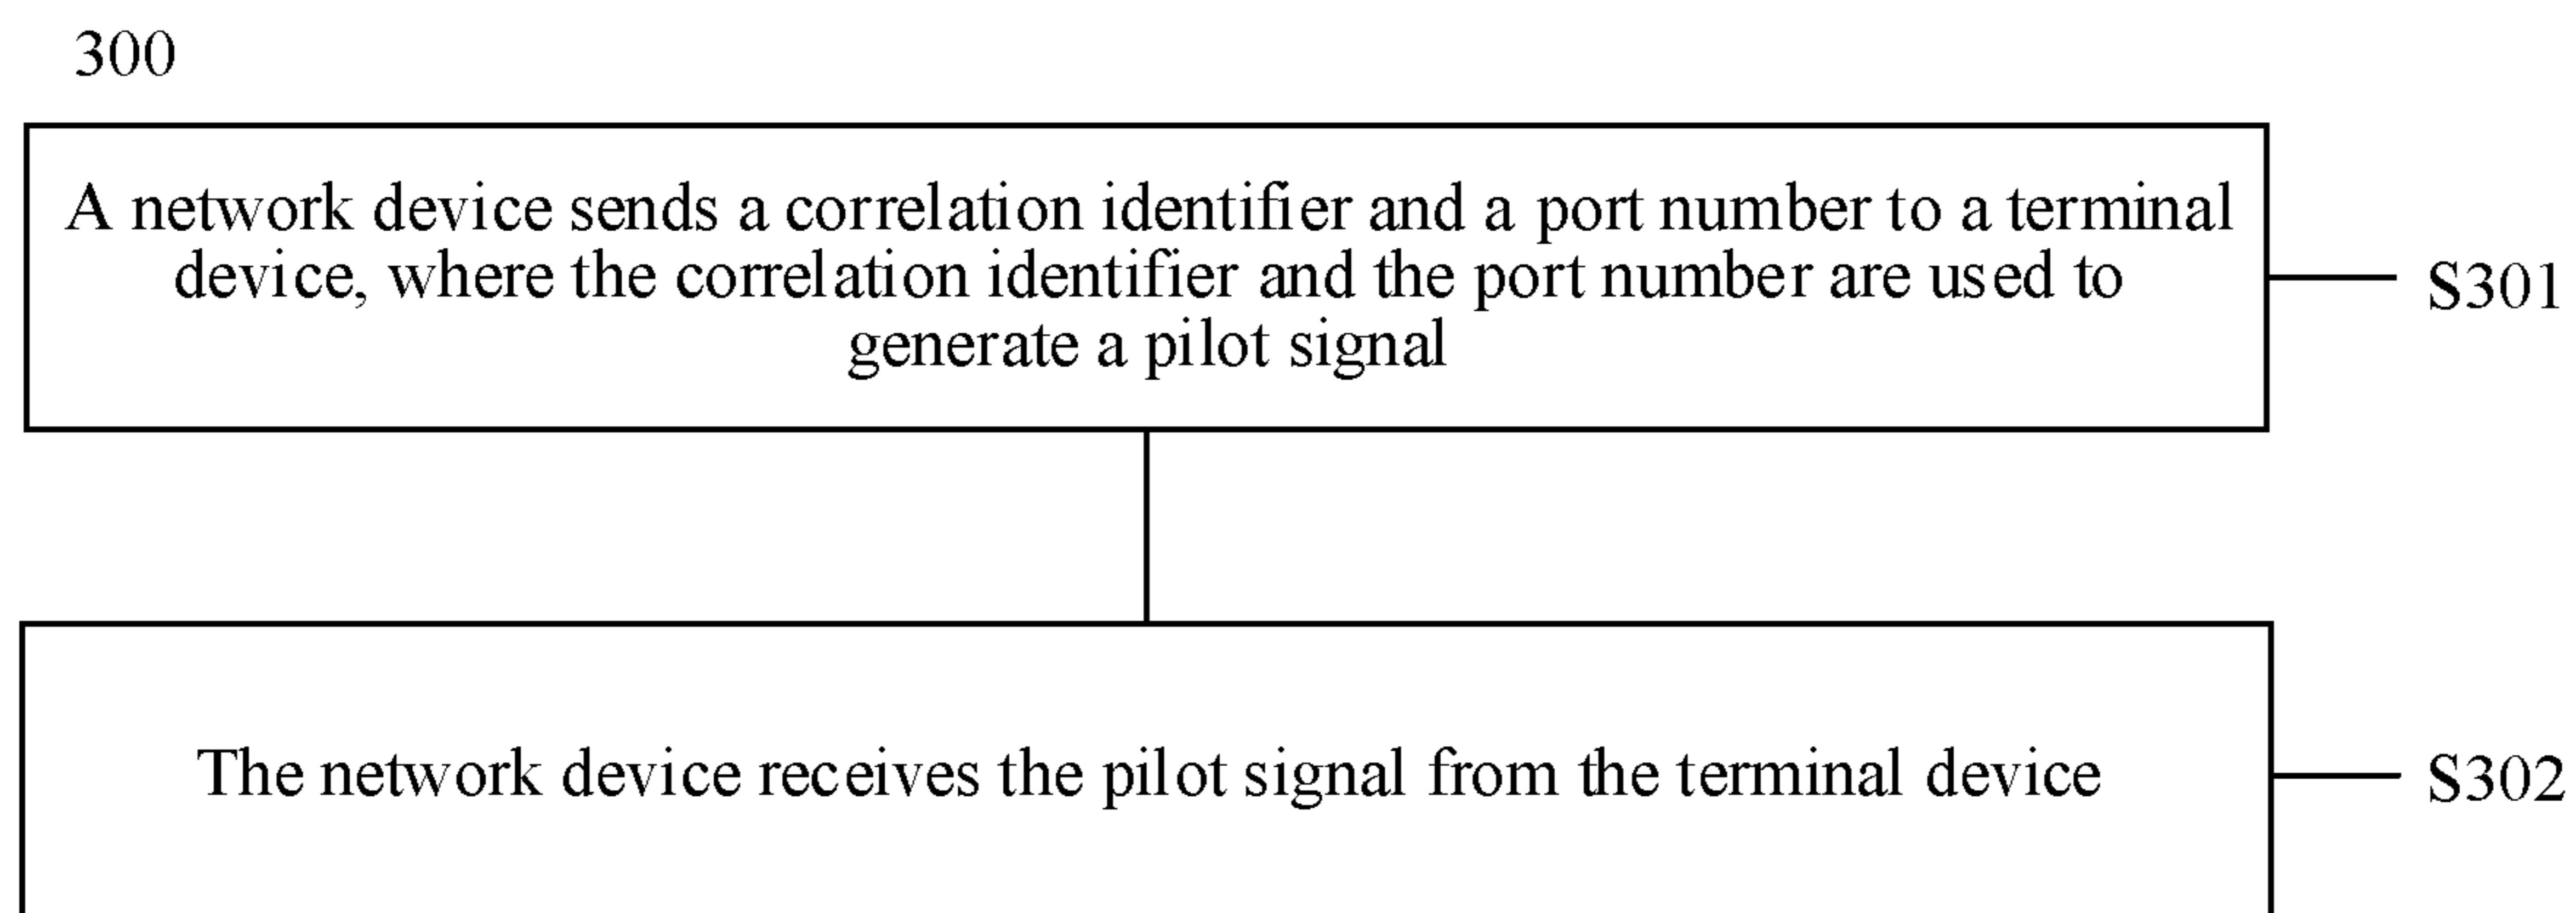 300
A network device sends a correlation identifier and a port number to a terminal
device, where the correlation identifier and the port number are used to
generate a pilot signal
S301
The network device receives the pilot signal from the terminal device
S302